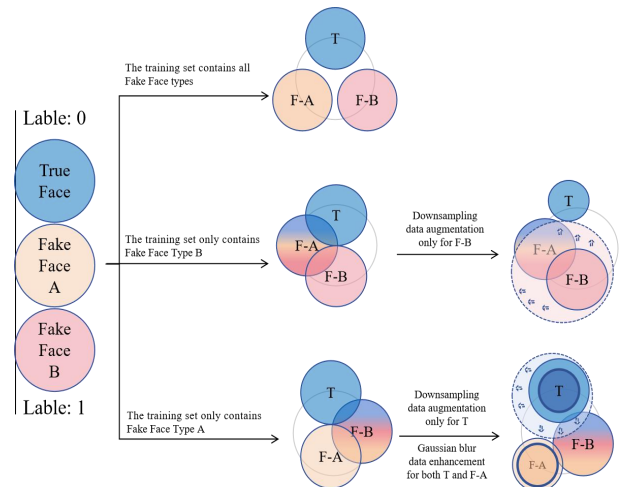 Lable: 0
True
Face
Fake
Face
A
Fake
Face
B
Lable: 1
The training set contains all
Fake Face types
T
F-A
F-B
The training set only contains
Fake Face Type B
T
F-A
F-B
Downsampling
data augmentation
only for F-B
T
F-A
F-B
The training set only contains
Fake Face Type A
T
F-B
F-A
Downsampling
data augmentation
only for T
Gaussian blur
data enhancement
for both T and F-A
T
F-B
F-A